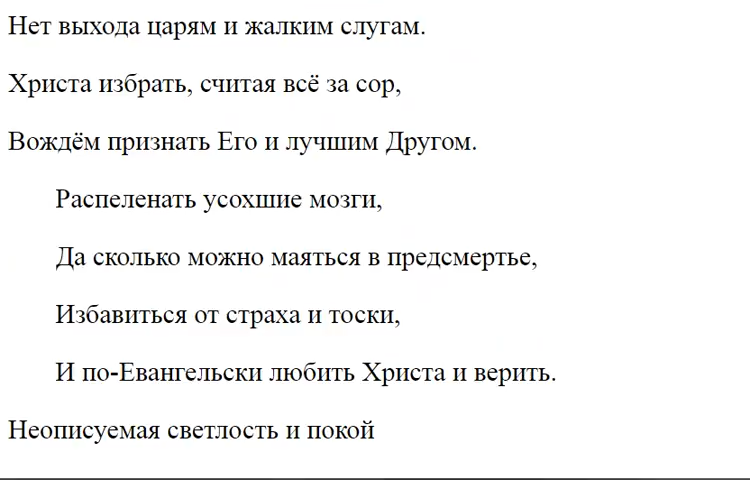 Нет выхода царям и жалким слугам.
Христа избрать, считая всё за сор,
Вождём признать Его и лучшим Другом.
Распеленать усохшие мозги,
Да сколько можно маяться в предсмертье,
Избавиться от страха и тоски,
И по-Евангельски любить Христа и верить.
Неописуемая светлость и покой